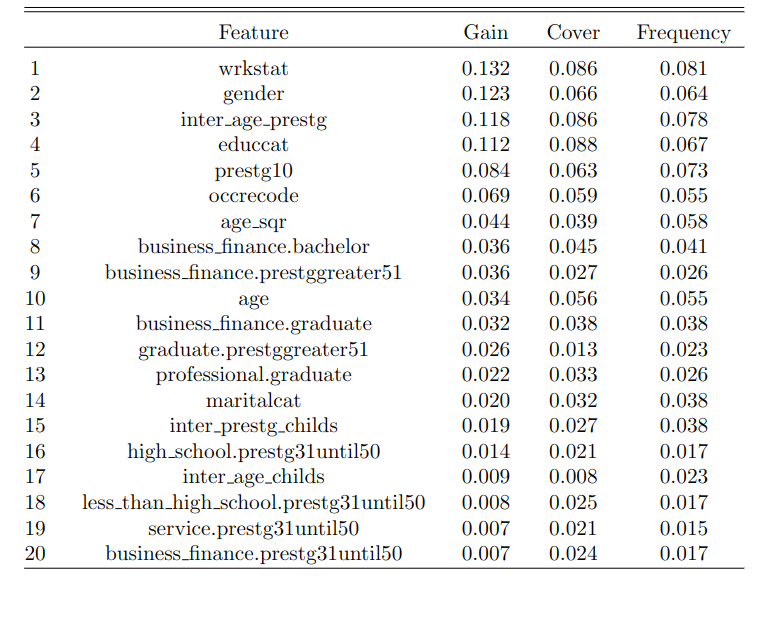 Feature Gain Cover Frequency
1 wrkstat 0.132 0.086 0.081
2 gender 0.123 0.066 0.064
3 inter_age_prestg 0.118 0.086 0.078
4 educcat 0.112 0.088 0.067
5 prestg10 0.084 0.063 0.073
6 occrecode 0.069 0.059 0.055
7 age_sqr 0.044 0.039 0.058
8 business_finance.bachelor 0.036 0.045 0.041
9 business_finance.prestggreater51 0.036 0.027 0.026
10 age 0.034 0.056 0.055
11 business_finance.graduate 0.032 0.038 0.038
12 graduate.prestggreater51 0.026 0.013 0.023
13 professional.graduate 0.022 0.033 0.026
14 maritalcat 0.020 0.032 0.038
15 inter_prestg_childs 0.019 0.027 0.038
16 high_school.prestg31until50 0.014 0.021 0.017
17 inter_age_childs 0.009 0.008 0.023
18 less_than_high_school.prestg31until50 0.008 0.025 0.017
19 service.prestg31until50 0.007 0.021 0.015
20 business_finance.prestg31until50 0.007 0.024 0.017